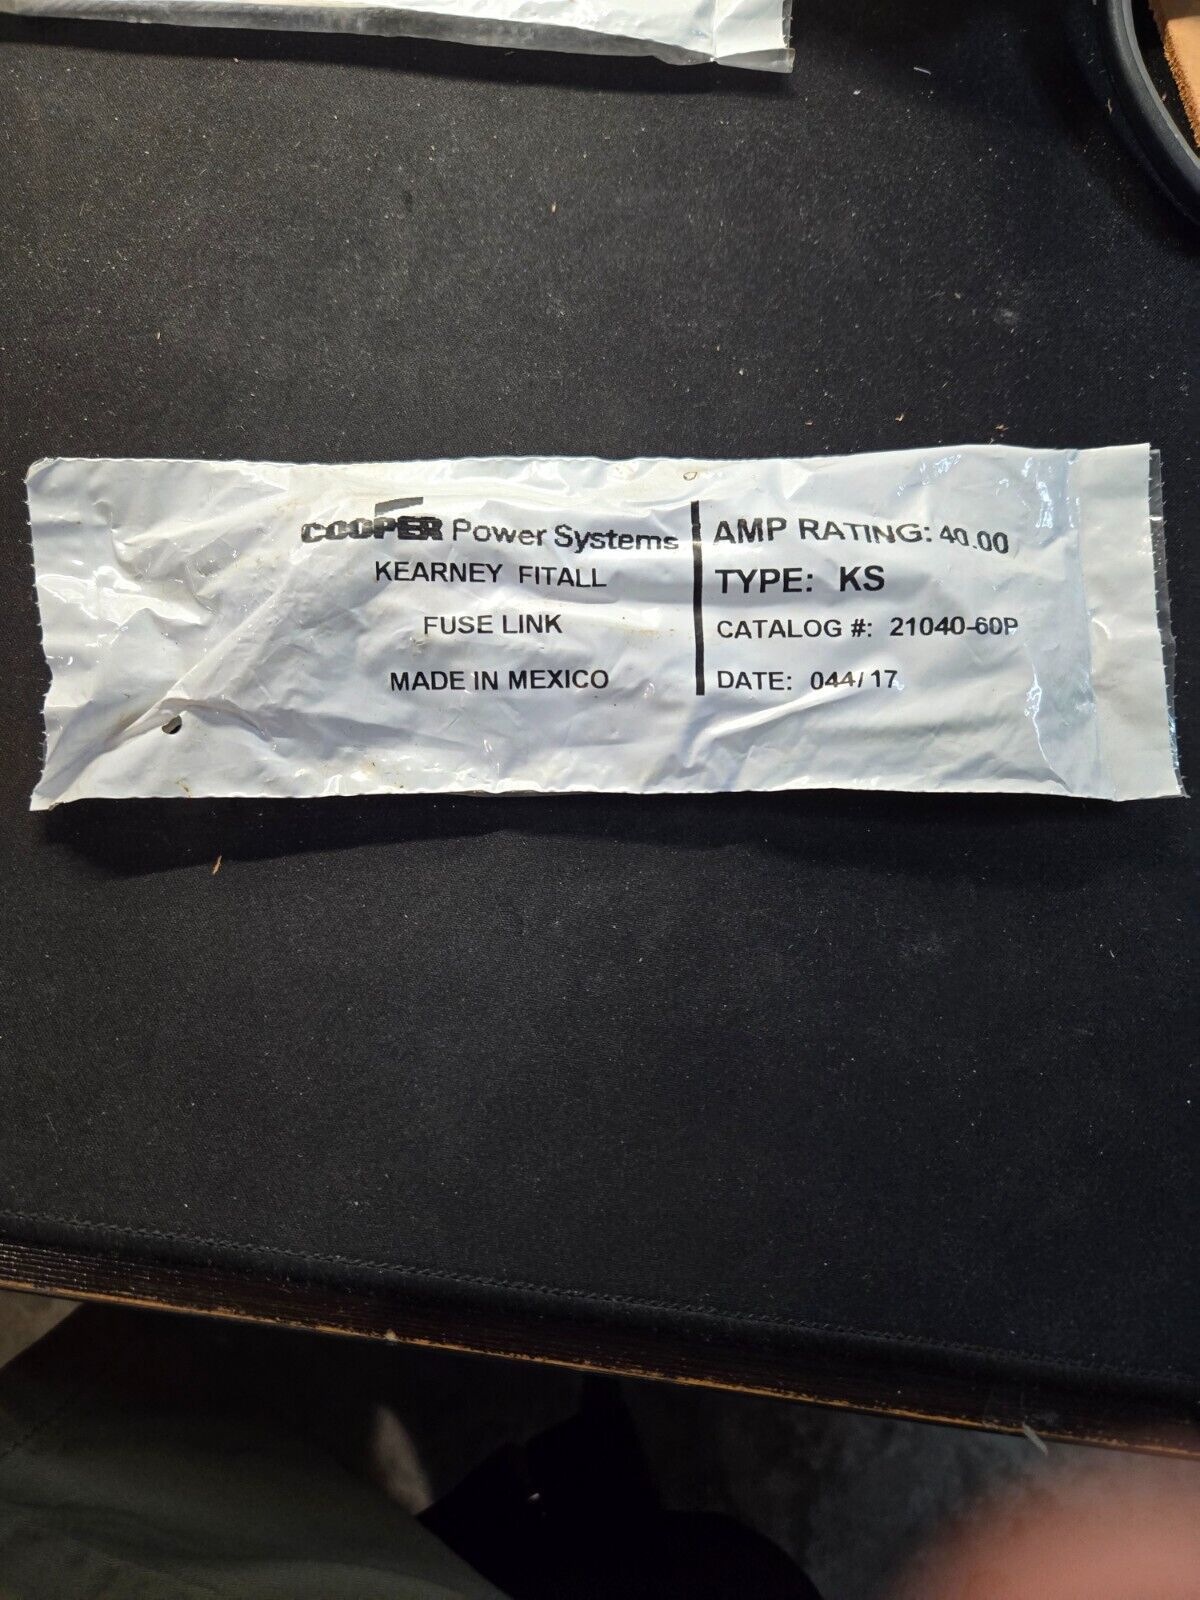 COOPER Power Systems
KEARNEY FITALL
FUSE LINK
MADE IN MEXICO
AMP RATING: 40.00
TYPE: KS
CATALOG #: 21040-60P
DATE: 044/17